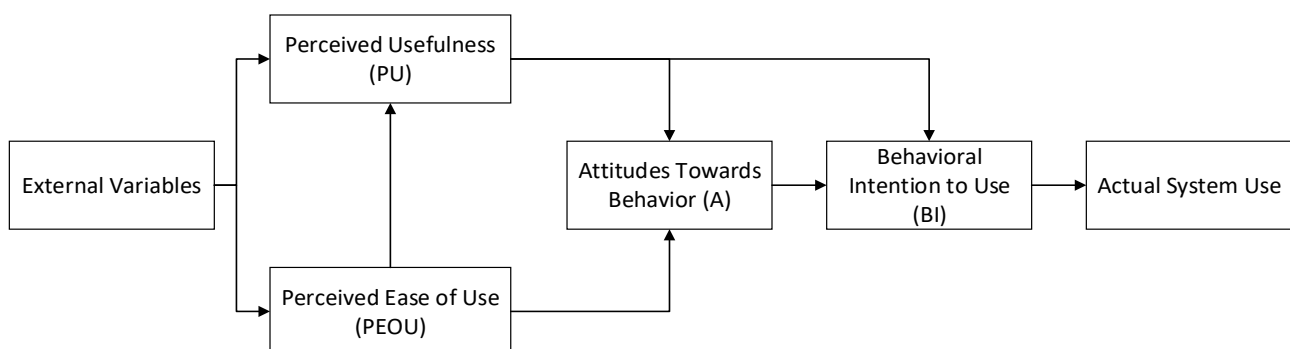 Perceived Usefulness
(PU)
External Variables
Attitudes Towards
Behavior (A)
Behavioral
Intention to Use
(BI)
Actual System Use
Perceived Ease of Use
(PEOU)